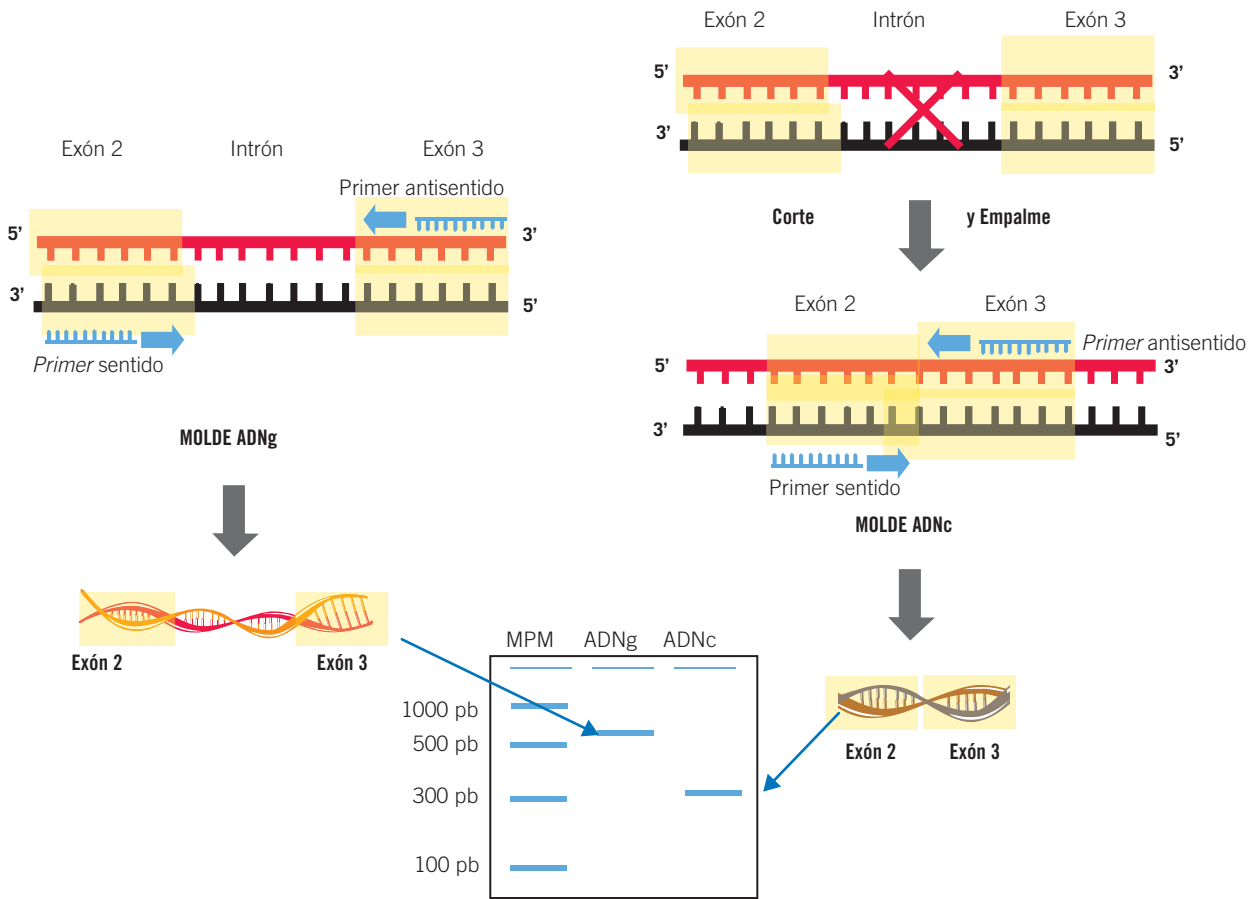 Exón 2 Intrón Exón 3
5’ 3’
3’ 5’
Corte y Empalme
Exón 2 Exón 3
Primer antisentido
5’ 3’
3’ 5’
Primer sentido
MOLDE ADNc
Exón 2 Exón 3
Exón 2 Intrón Exón 3
Primer antisentido
5’ 3’
3’ 5’
Primer sentido
MOLDE ADNg
Exón 2 Exón 3
MPM ADNg ADNc
1000 pb
500 pb
300 pb
100 pb